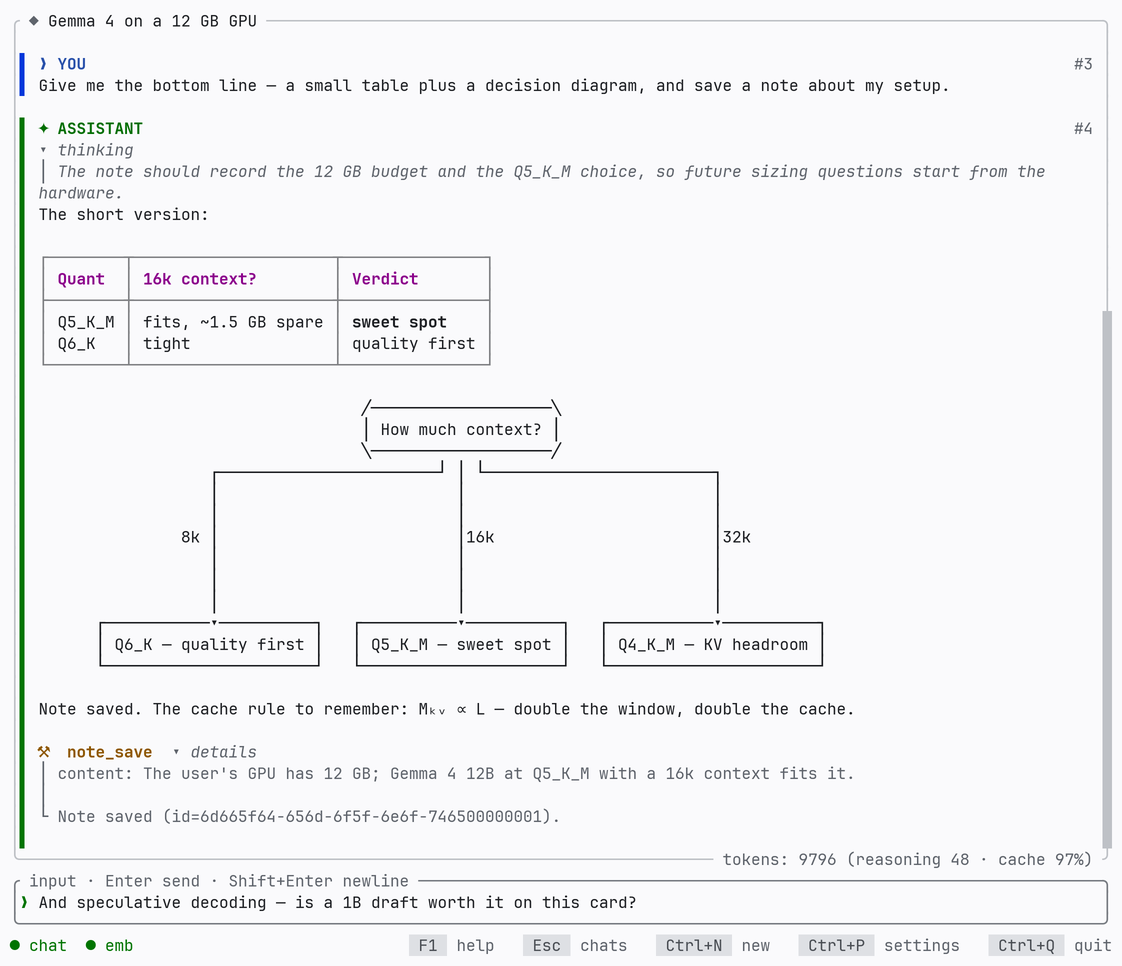 ◆ Gemma 4 on a 12 GB GPU
❱ YOU #3
Give me the bottom line — a small table plus a decision diagram, and save a note about my setup.
✦ ASSISTANT #4
▾ thinking
The note should record the 12 GB budget and the Q5_K_M choice, so future sizing questions start from the
hardware.
The short version:
Quant 16k context? Verdict
Q5_K_M fits, ~1.5 GB spare sweet spot
Q6_K tight quality first
How much context?
8k 16k 32k
Q6_K — quality first Q5_K_M — sweet spot Q4_K_M — KV headroom
Note saved. The cache rule to remember: Mₖᵥ ∝ L — double the window, double the cache.
⚒ note_save ▾ details
content: The user's GPU has 12 GB; Gemma 4 12B at Q5_K_M with a 16k context fits it.
Note saved (id=6d665f64-656d-6f5f-6e6f-746500000001).
tokens: 9796 (reasoning 48 · cache 97%)
input · Enter send · Shift+Enter newline
❱ And speculative decoding — is a 1B draft worth it on this card?
● chat ● emb F1 help Esc chats Ctrl+N new Ctrl+P settings Ctrl+Q quit